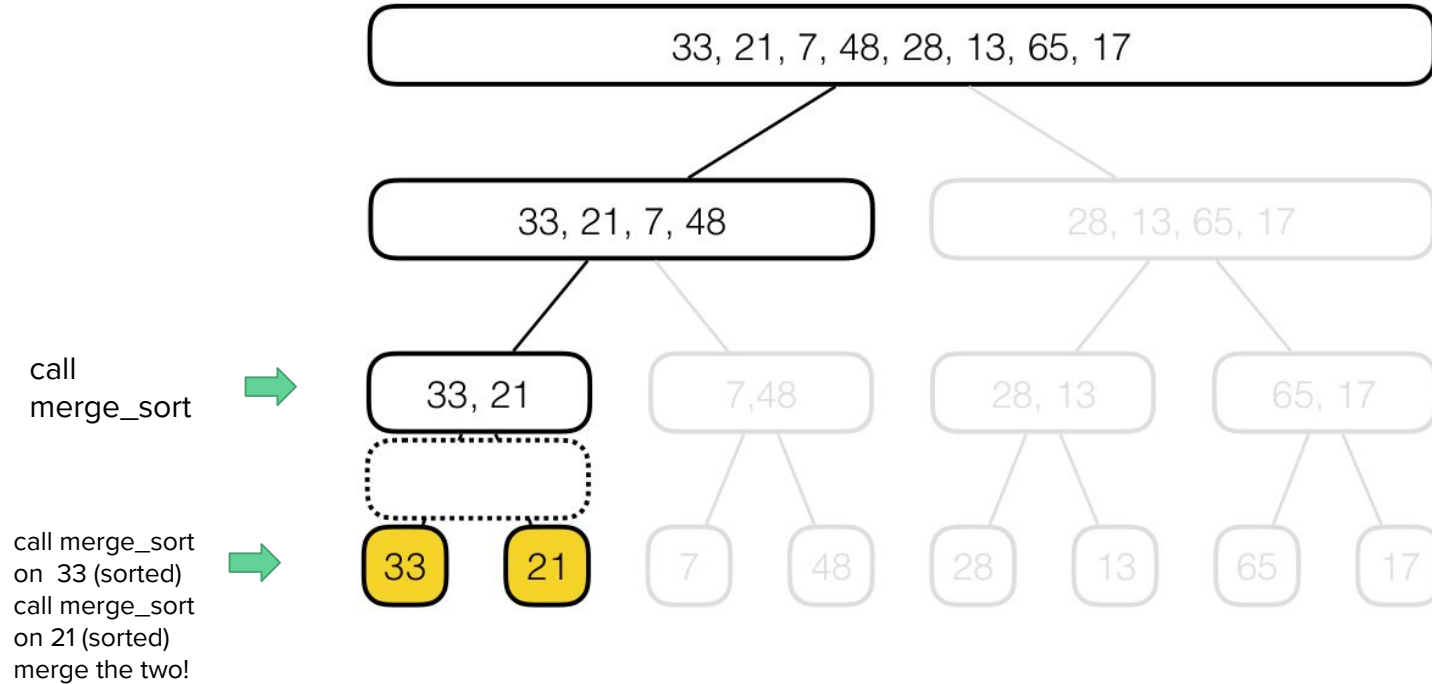 33, 21, 7, 48, 28, 13, 65, 17
33, 21, 7, 48
28, 13, 65, 17
call
merge_sort
33, 21
7,48
28, 13
65, 17
call merge_sort
on 33 (sorted)
call merge_sort
on 21 (sorted)
merge the two!
33
21
7
48
28
13
65
17